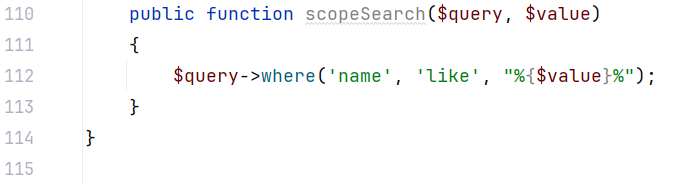 110 public function scopeSearch($query, $value)
111 {
112 $query->where('name', 'like', "%{$value}%");
113 }
114 }
115